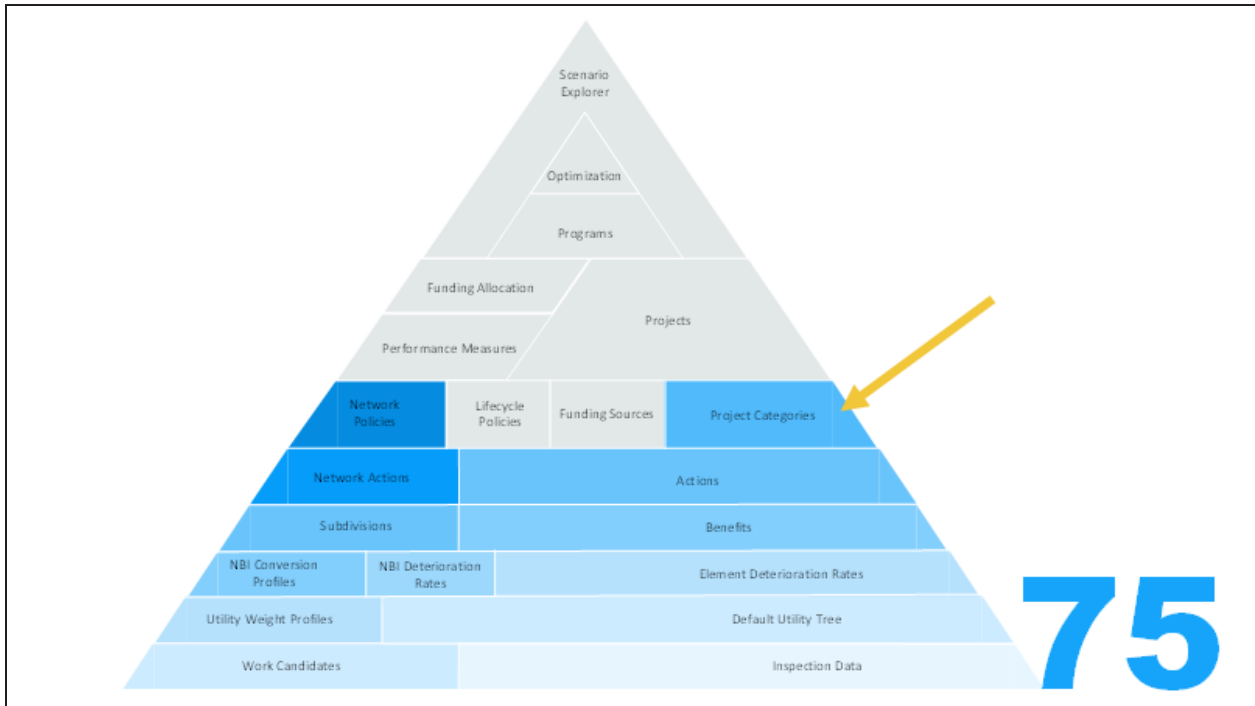 Scenario
Explorer
Optimization
Programs
Funding Allocation
Projects
Performance Measures
Network
Policies
Lifecycle
Policies
Funding Sources
Project Categories
Network Actions
Actions
Subdivisions
Benefits
NBI Conversion
Profiles
NBI Deterioration
Rates
Element Deterioration Rates
Utility Weight Profiles
Default Utility Tree
Work Candidates
Inspection Data
75